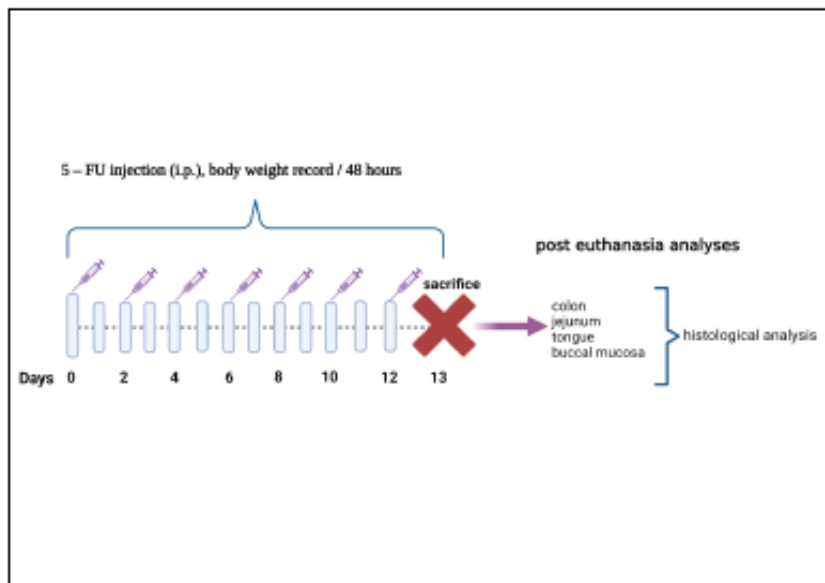 5 – FU injection (i.p.), body weight record / 48 hours
post euthanasia analyses
sacrifice
colon
jejunum
tongue
buccal mucosa
histological analysis
Days 0 2 4 6 8 10 12 13